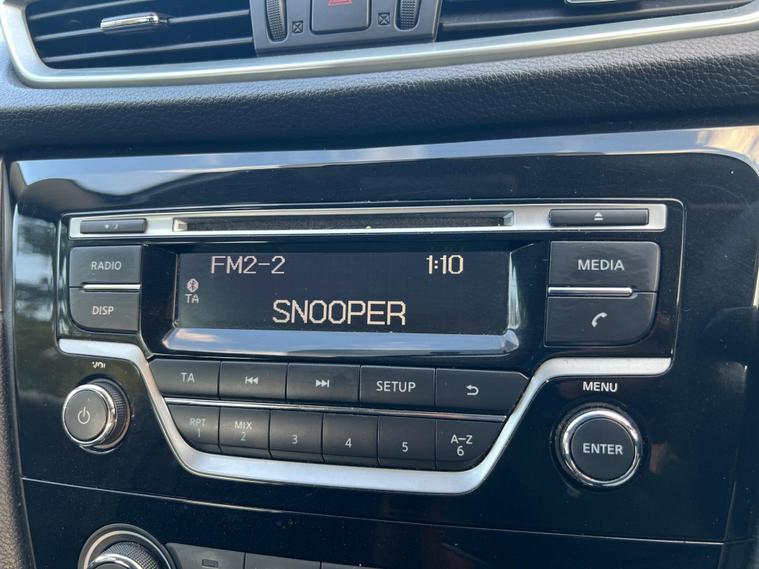 RADIO
DISP
FM2-2 1:10
TA
SNOOPER
MEDIA
VOL
TA
SETUP
RPT
1
MIX
2
3
4
5
A-Z
6
MENU
ENTER